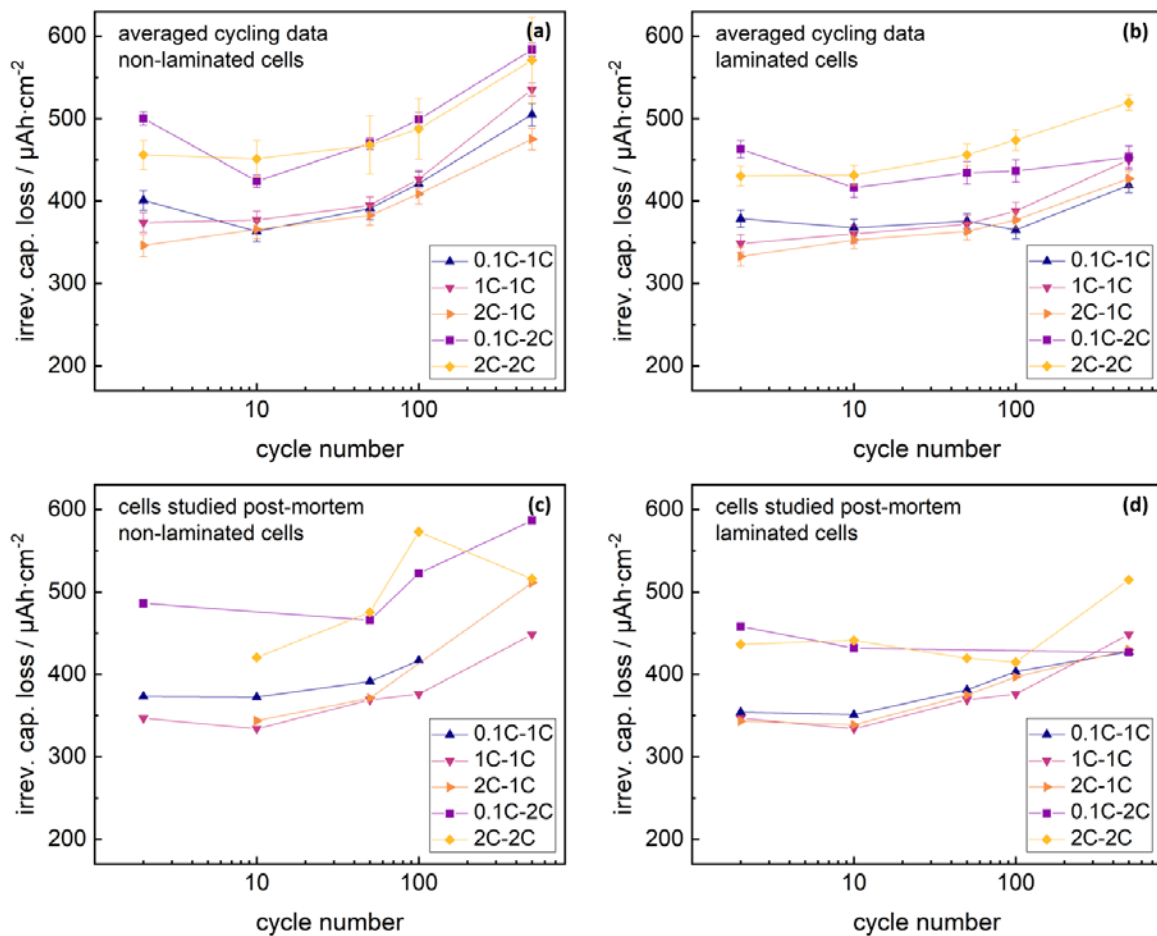 600
500
400
300
200
irrev. cap. loss / µAh·cm⁻²
averaged cycling data
non-laminated cells
(a)
0.1C-1C
1C-1C
2C-1C
0.1C-2C
2C-2C
10
100
cycle number
600
500
400
300
200
irrev. cap. loss / µAh·cm⁻²
averaged cycling data
laminated cells
(b)
0.1C-1C
1C-1C
2C-1C
0.1C-2C
2C-2C
10
100
cycle number
600
500
400
300
200
irrev. cap. loss / µAh·cm⁻²
cells studied post-mortem
non-laminated cells
(c)
0.1C-1C
1C-1C
2C-1C
0.1C-2C
2C-2C
10
100
cycle number
600
500
400
300
200
irrev. cap. loss / µAh·cm⁻²
cells studied post-mortem
laminated cells
(d)
0.1C-1C
1C-1C
2C-1C
0.1C-2C
2C-2C
10
100
cycle number